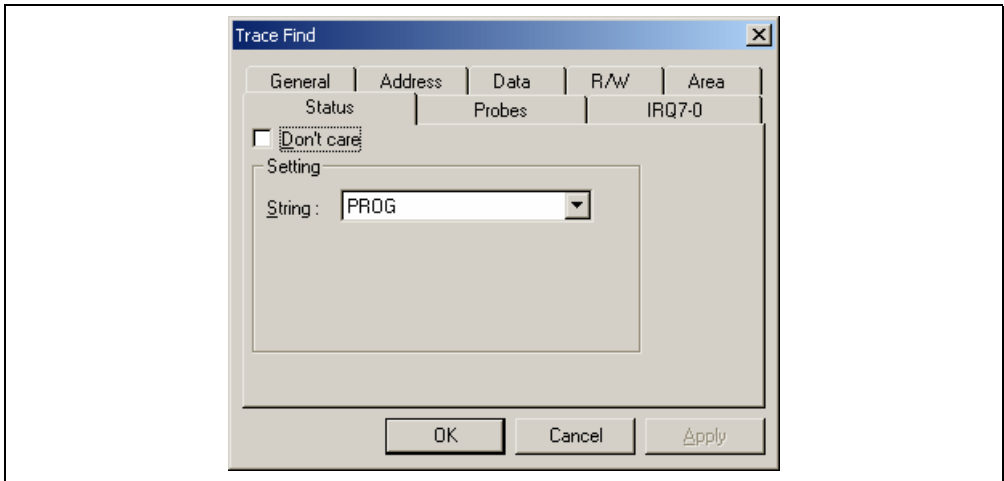 Trace Find
General Address Data R/W Area
Status Probes IRQ7-0
Don't care
Setting
String : PROG
OK Cancel Apply